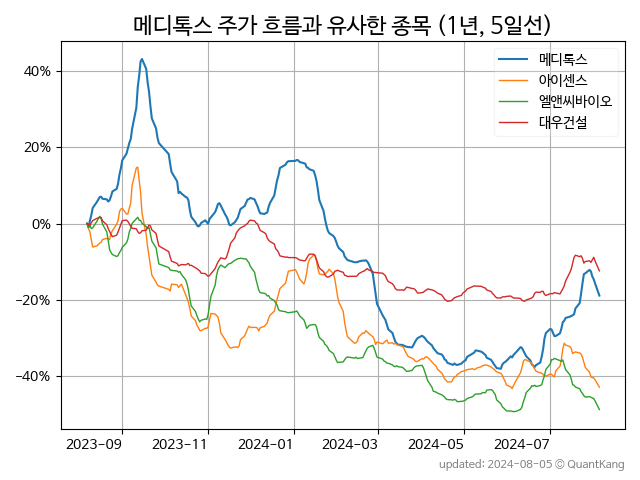 메디톡스 주가 흐름과 유사한 종목 (1년, 5일선)
메디톡스
아이센스
엘앤씨바이오
대우건설
40%
20%
0%
−20%
−40%
2023-09 2023-11 2024-01 2024-03 2024-05 2024-07
updated: 2024-08-05 © QuantKang